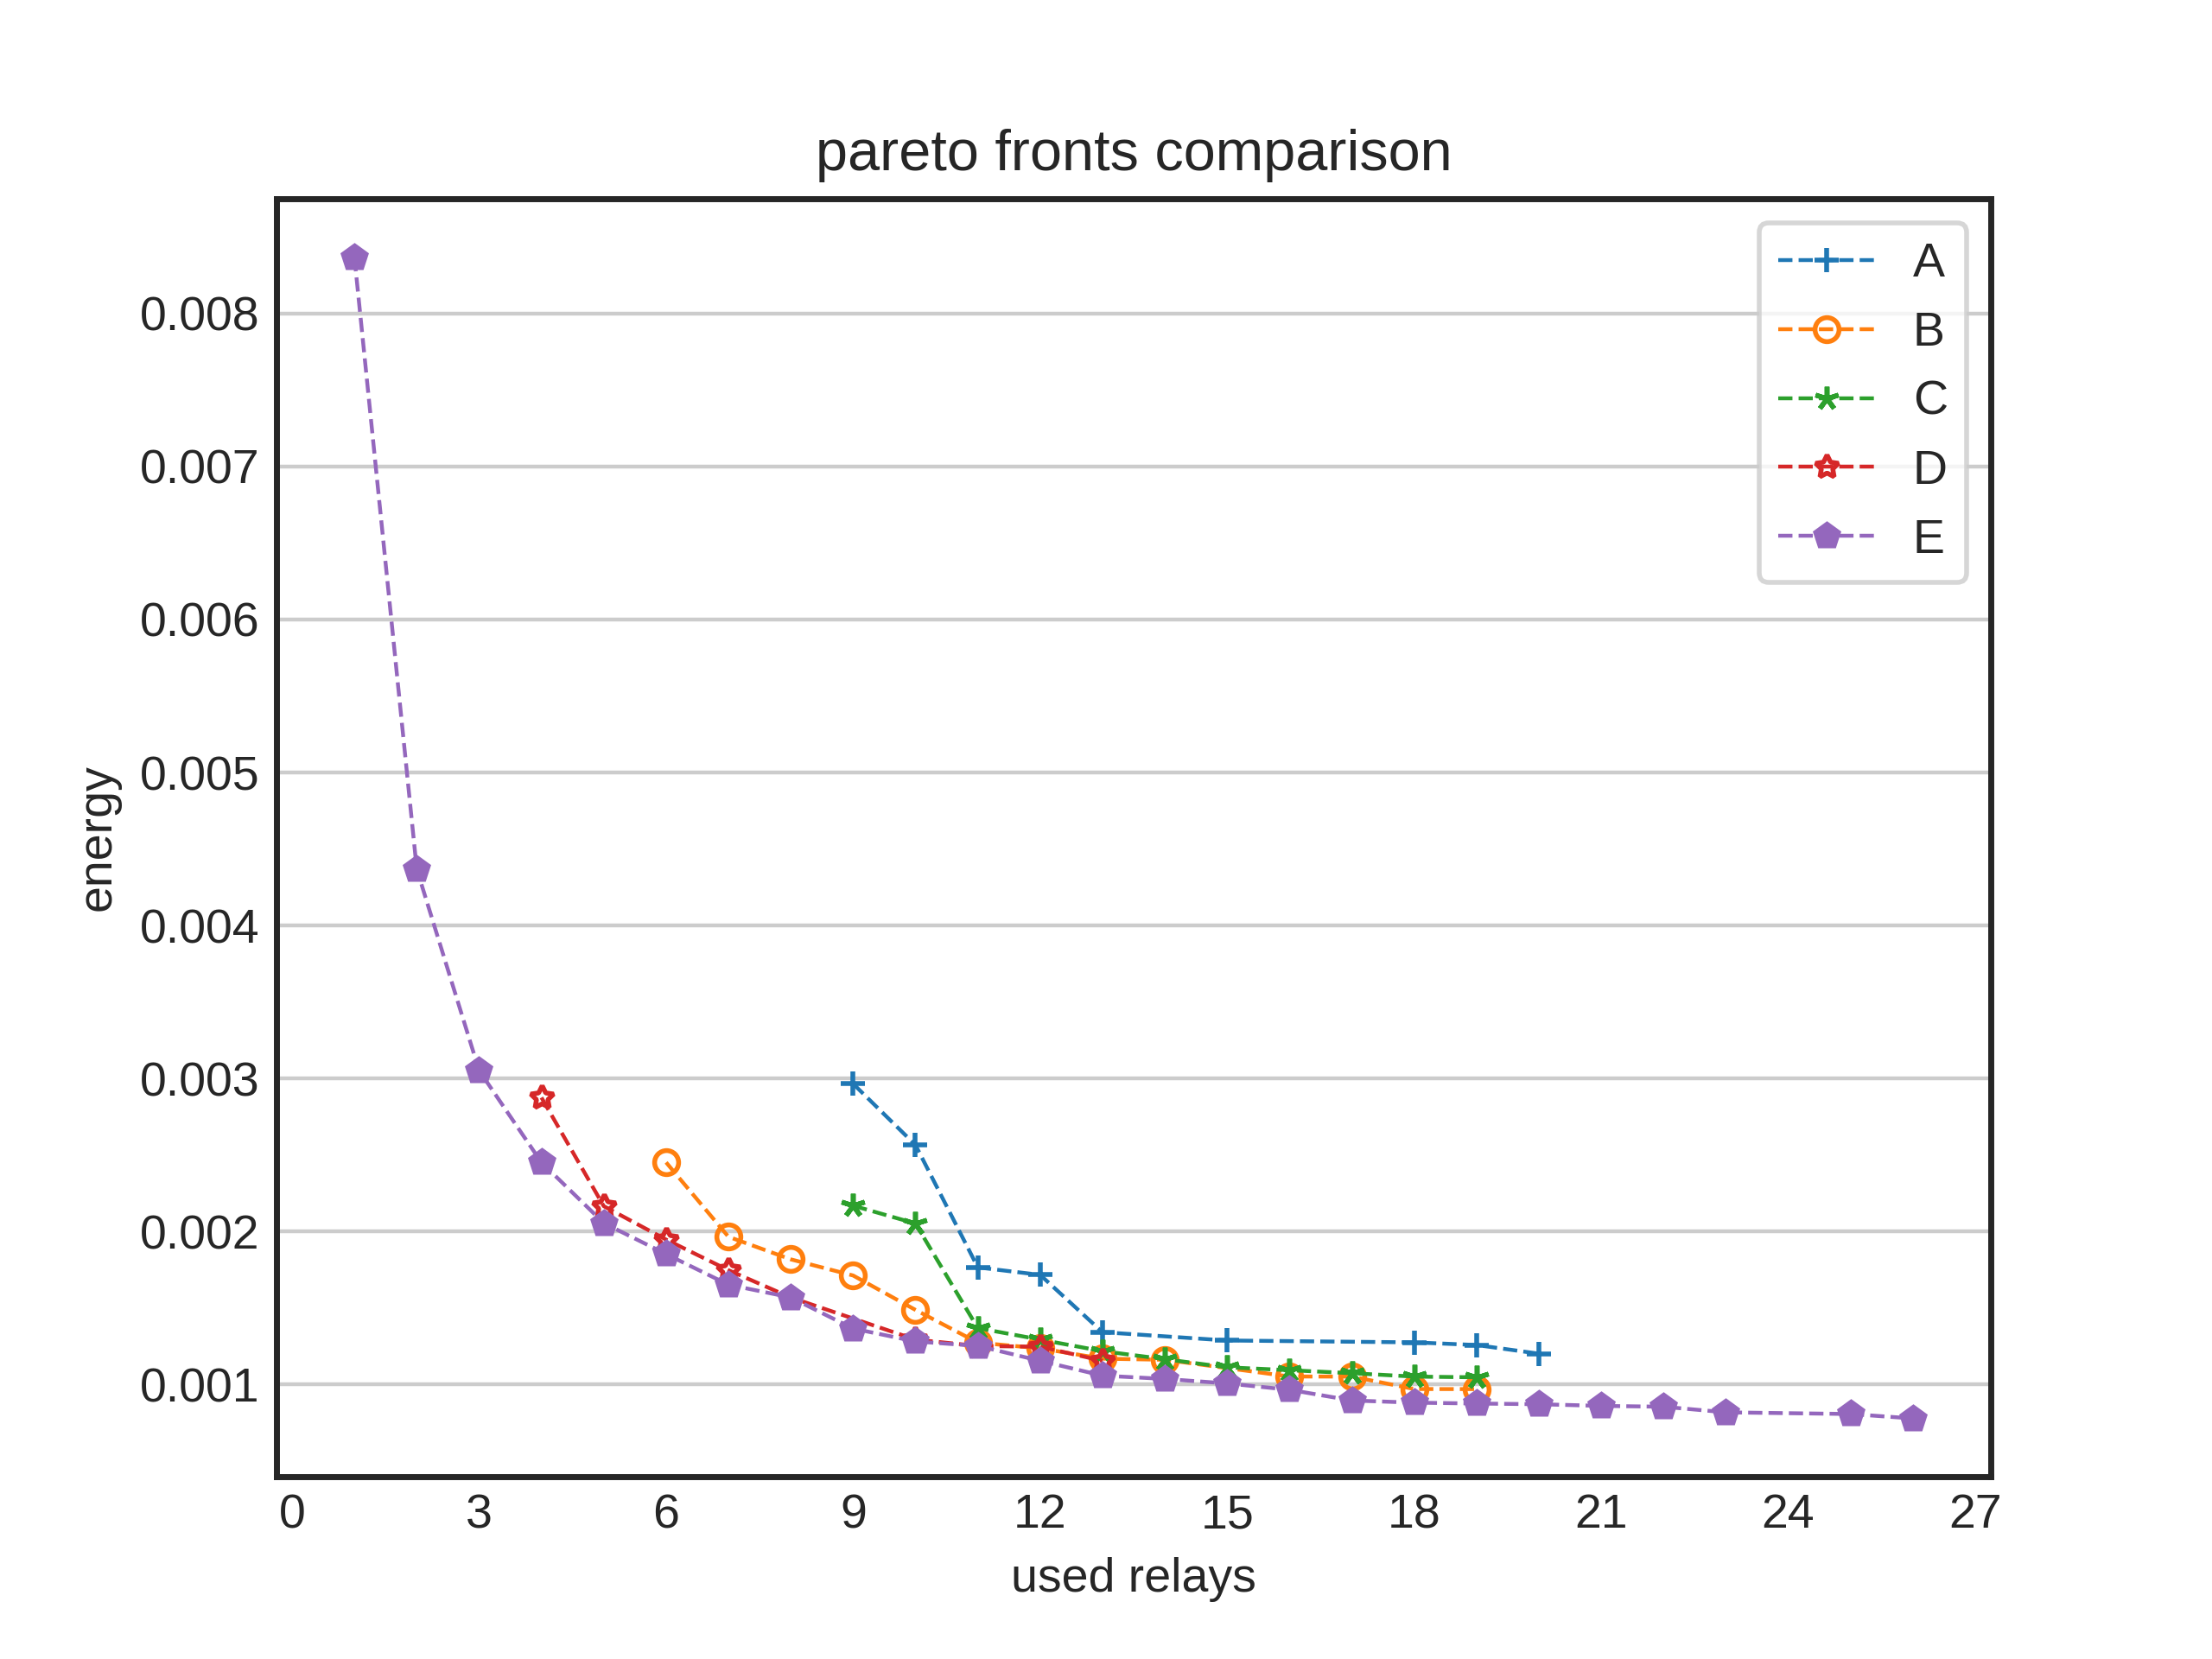 pareto fronts comparison
A
B
C
D
E
0.008
0.007
0.006
0.005
0.004
0.003
0.002
0.001
energy
0 3 6 9 12 15 18 21 24 27
used relays